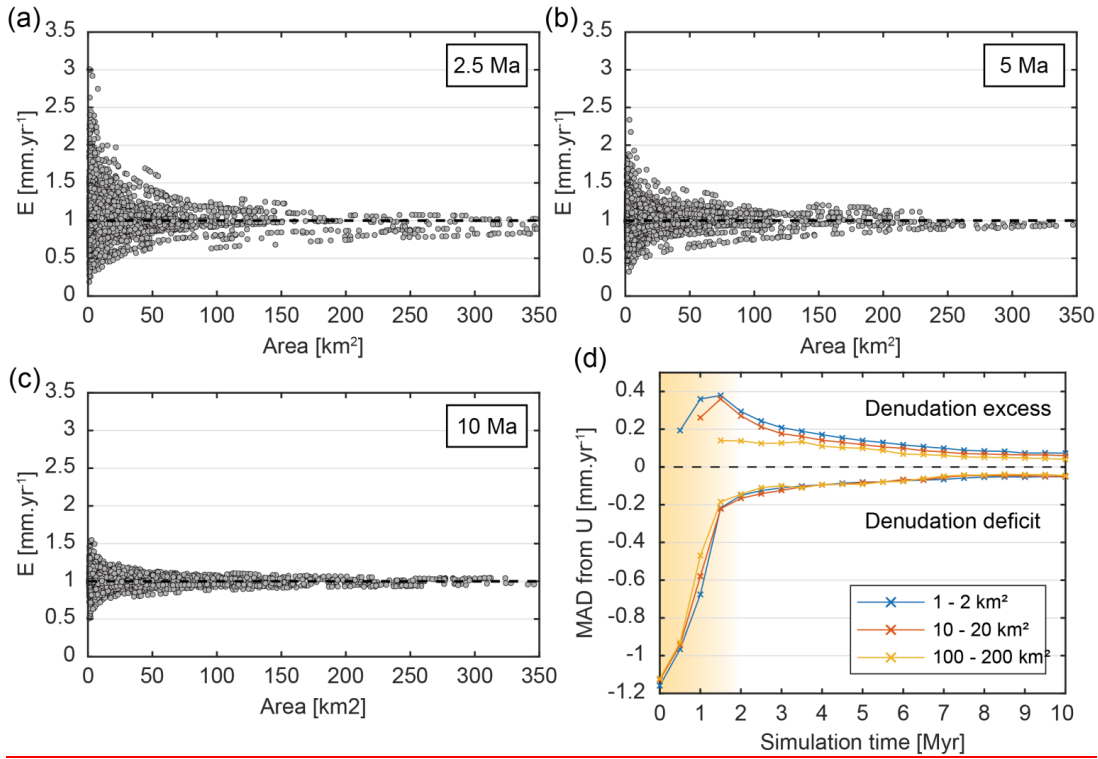 (a)
3.5
3
2.5
2
1.5
1
0.5
0
E [mm.yr⁻¹]
2.5 Ma
0 50 100 150 200 250 300 350
Area [km²]
(b)
3.5
3
2.5
2
1.5
1
0.5
0
E [mm.yr⁻¹]
5 Ma
0 50 100 150 200 250 300 350
Area [km²]
(c)
3.5
3
2.5
2
1.5
1
0.5
0
E [mm.yr⁻¹]
10 Ma
0 50 100 150 200 250 300 350
Area [km2]
(d)
0.4
0.2
0
-0.2
-0.4
-0.6
-0.8
-1
-1.2
MAD from U [mm.yr⁻¹]
Denudation excess
Denudation deficit
1 - 2 km²
10 - 20 km²
100 - 200 km²
0 1 2 3 4 5 6 7 8 9 10
Simulation time [Myr]